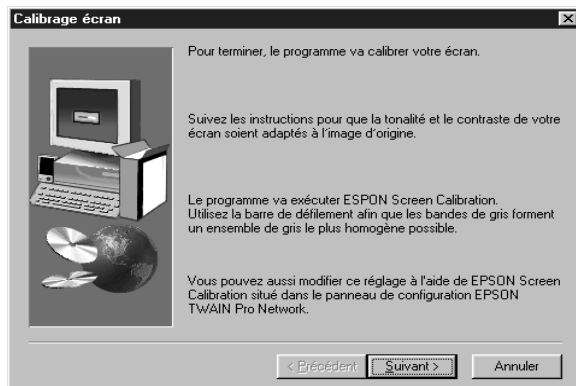 Calibrage écran
Pour terminer, le programme va calibrer votre écran.
Suivez les instructions pour que la tonalité et le contraste de votre
écran soient adaptés à l'image d'origine.
Le programme va exécuter ESPON Screen Calibration.
Utilisez la barre de défilement afin que les bandes de gris forment
un ensemble de gris le plus homogène possible.
Vous pouvez aussi modifier ce réglage à l'aide de EPSON Screen
Calibration situé dans le panneau de configuration EPSON
TWAIN Pro Network.
< Précédent Suivant > Annuler